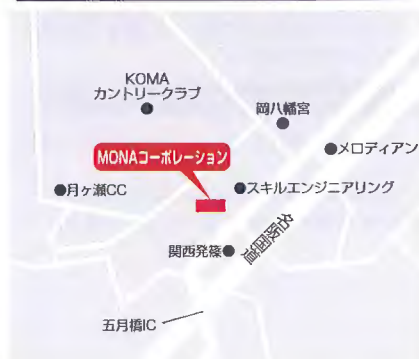 KOMA
カントリークラブ
岡八幡宮
●メロディアン
MONAコーポレーション
●月ヶ瀬CC
●スキルエンジニアリング
名阪国道
関西発篠●
五月橋IC